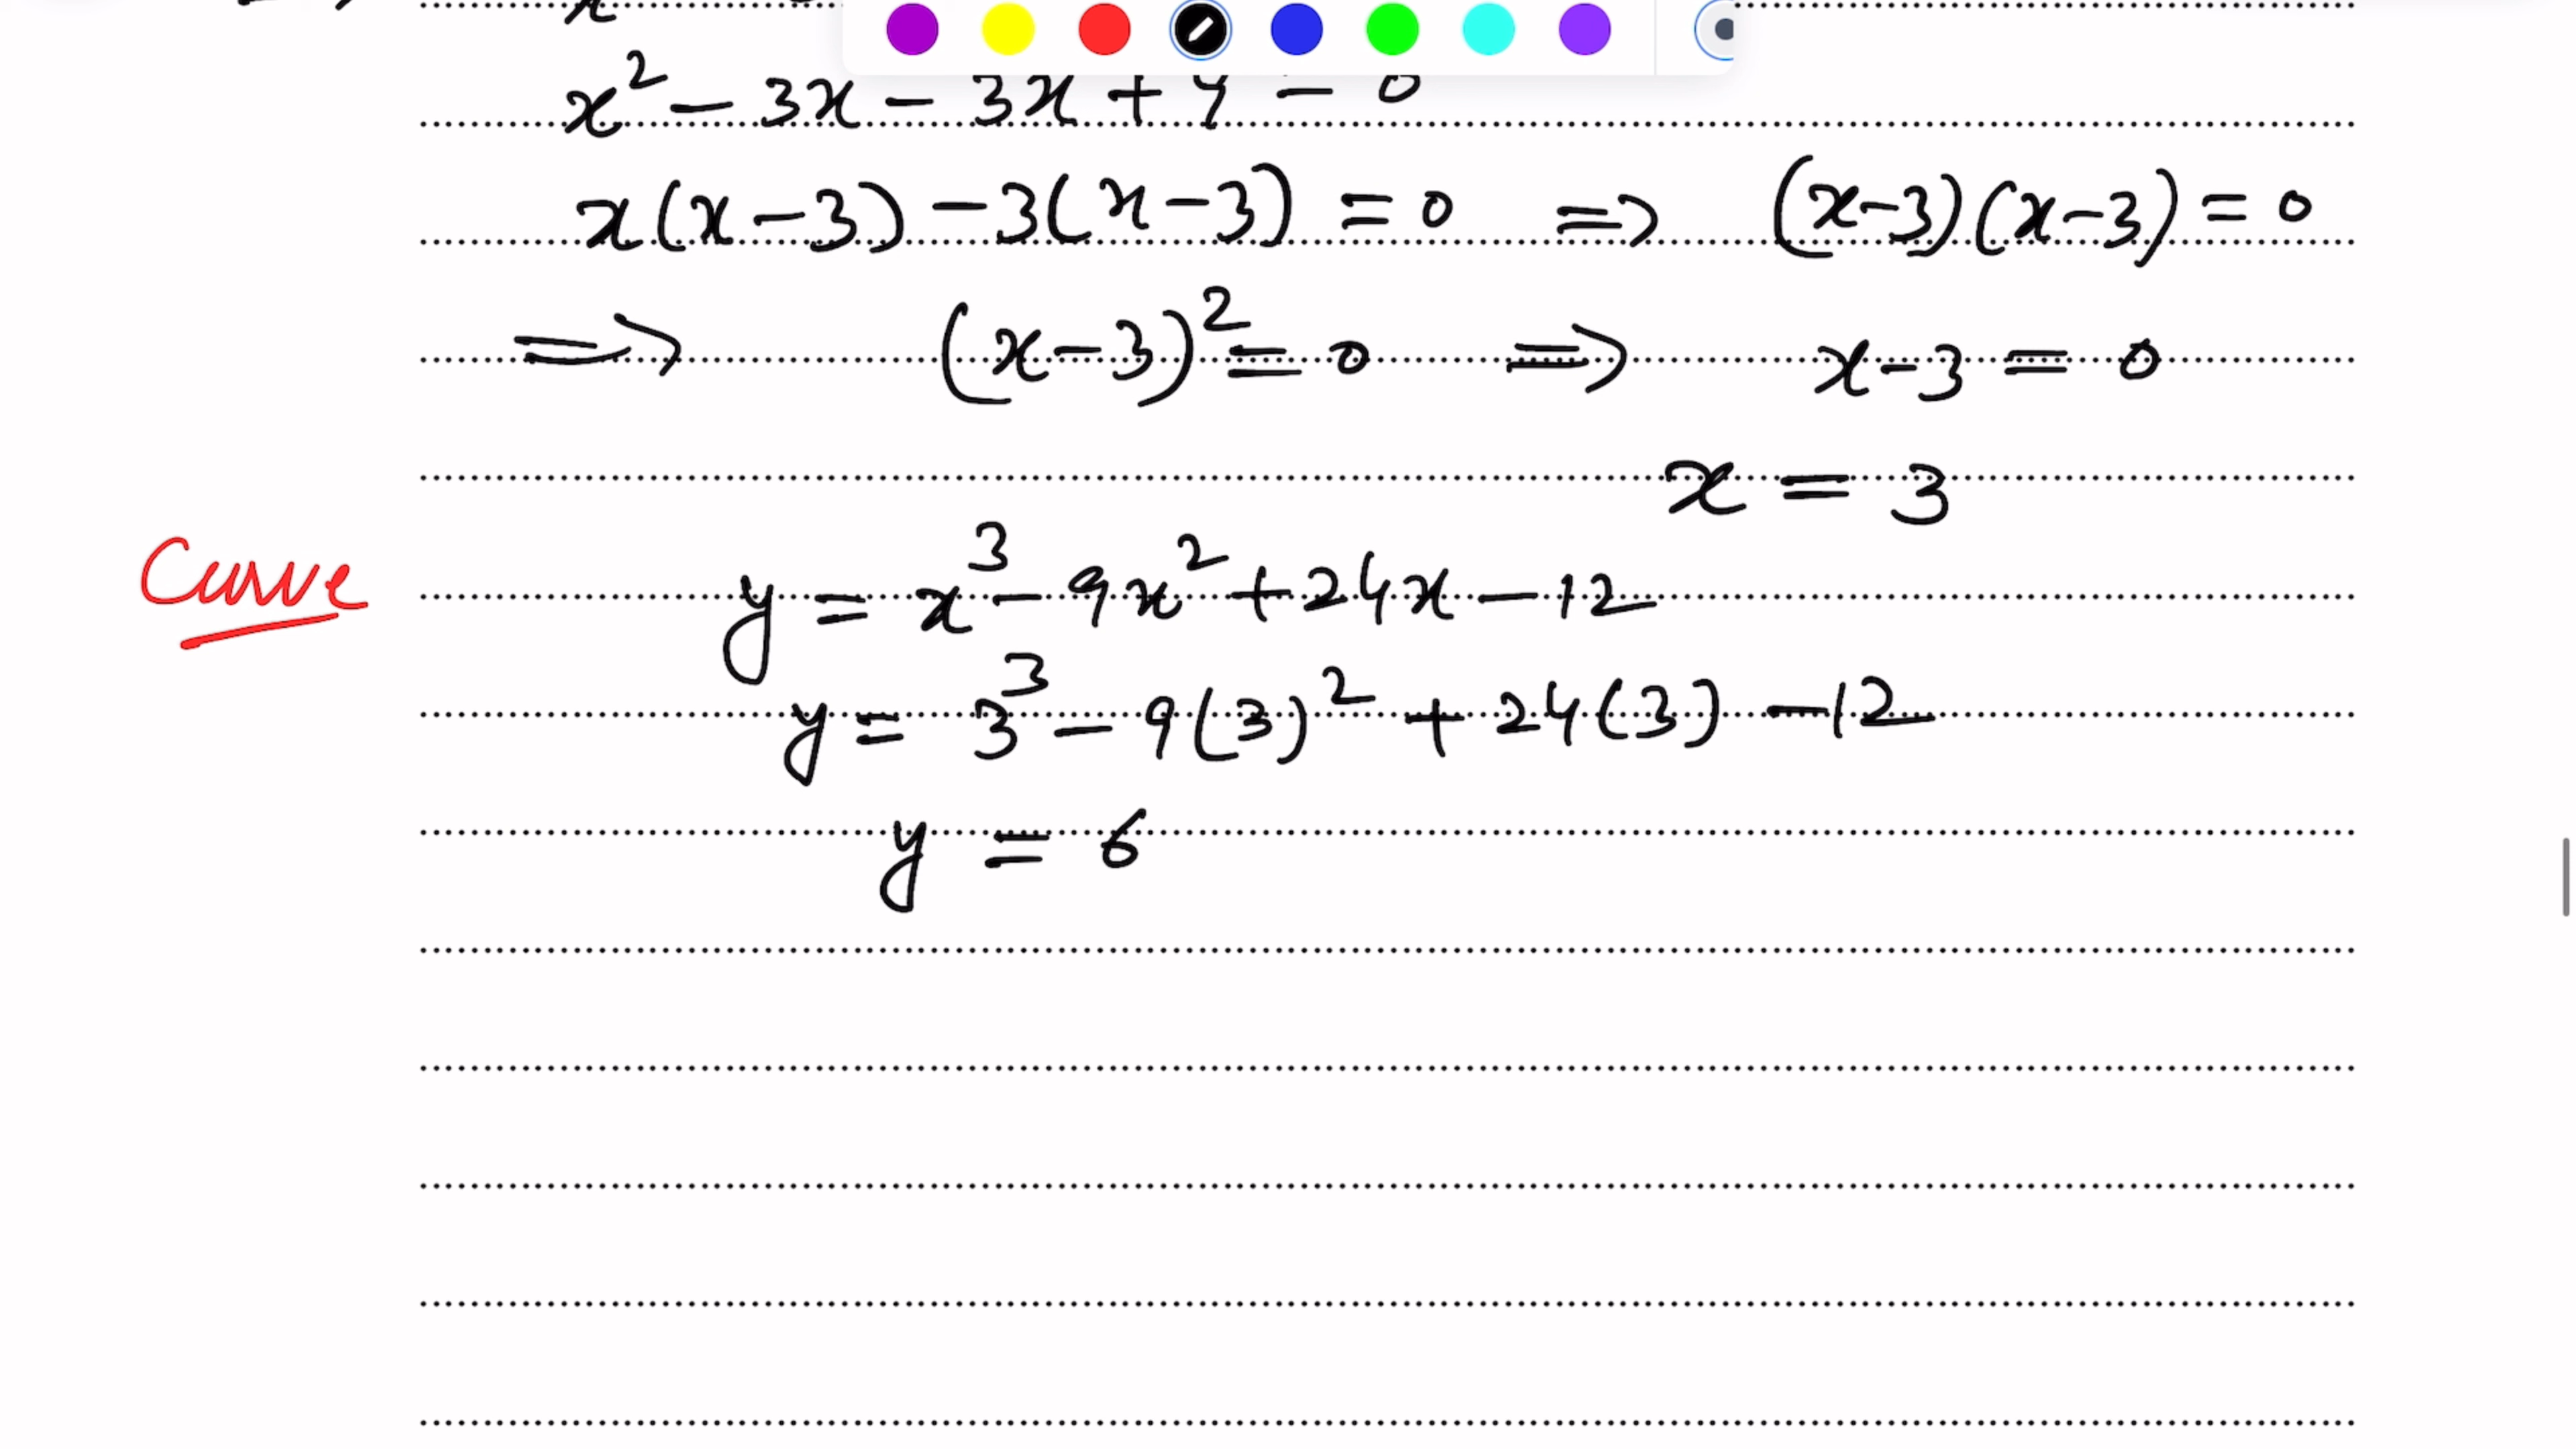 x² - 3x - 3x + 9 = 0
x(x-3) -3(x-3) = 0 => (x-3)(x-3) = 0
=> (x-3)² = 0 => x-3 = 0
x = 3
Curve y = x³ - 9x² + 24x - 12
y = 3³ - 9(3)² + 24(3) - 12
y = 6